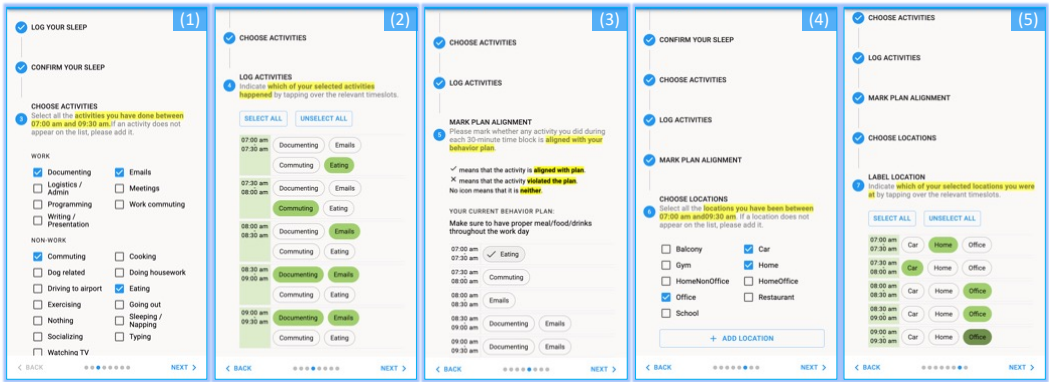 (1)
LOG YOUR SLEEP
CONFIRM YOUR SLEEP
CHOOSE ACTIVITIES
3
Select all the activities you have done between
07:00 am and 09:30 am.If an activity does not
appear on the list, please add it.
WORK
Documenting
Emails
Logistics /
Admin
Meetings
Programming
Work commuting
Writing /
Presentation
NON-WORK
Commuting
Cooking
Dog related
Doing housework
Driving to airport
Eating
Exercising
Going out
Nothing
Sleeping /
Napping
Socializing
Typing
Watching TV
< BACK
NEXT >
(2)
CHOOSE ACTIVITIES
LOG ACTIVITIES
4
Indicate which of your selected activities
happened by tapping over the relevant timeslots.
SELECT ALL
UNSELECT ALL
07:00 am
07:30 am
Documenting
Emails
Commuting
Eating
07:30 am
08:00 am
Documenting
Emails
Commuting
Eating
08:00 am
08:30 am
Documenting
Emails
Commuting
Eating
08:30 am
09:00 am
Documenting
Emails
Commuting
Eating
09:00 am
09:30 am
Documenting
Emails
Commuting
Eating
< BACK
NEXT >
(3)
CHOOSE ACTIVITIES
LOG ACTIVITIES
MARK PLAN ALIGNMENT
5
Please mark whether any activity you did during
each 30-minute time block is aligned with your
behavior plan.
✓ means that the activity is aligned with plan.
✕ means that the activity violated the plan.
No icon means that it is neither.
YOUR CURRENT BEHAVIOR PLAN:
Make sure to have proper meal/food/drinks
throughout the work day
07:00 am
07:30 am
✓ Eating
07:30 am
08:00 am
Commuting
08:00 am
08:30 am
Emails
08:30 am
09:00 am
Documenting
Emails
09:00 am
09:30 am
Documenting
Emails
< BACK
NEXT >
(4)
CONFIRM YOUR SLEEP
CHOOSE ACTIVITIES
LOG ACTIVITIES
MARK PLAN ALIGNMENT
CHOOSE LOCATIONS
6
Select all the locations you have been between
07:00 am and09:30 am. If a location does not
appear on the list, please add it.
Balcony
Car
Gym
Home
HomeNonOffice
HomeOffice
Office
Restaurant
School
+ ADD LOCATION
< BACK
NEXT >
(5)
CHOOSE ACTIVITIES
LOG ACTIVITIES
MARK PLAN ALIGNMENT
CHOOSE LOCATIONS
LABEL LOCATION
7
Indicate which of your selected locations you were
at by tapping over the relevant timeslots.
SELECT ALL
UNSELECT ALL
07:00 am
07:30 am
Car
Home
Office
07:30 am
08:00 am
Car
Home
Office
08:00 am
08:30 am
Car
Home
Office
08:30 am
09:00 am
Car
Home
Office
09:00 am
09:30 am
Car
Home
Office
< BACK
NEXT >